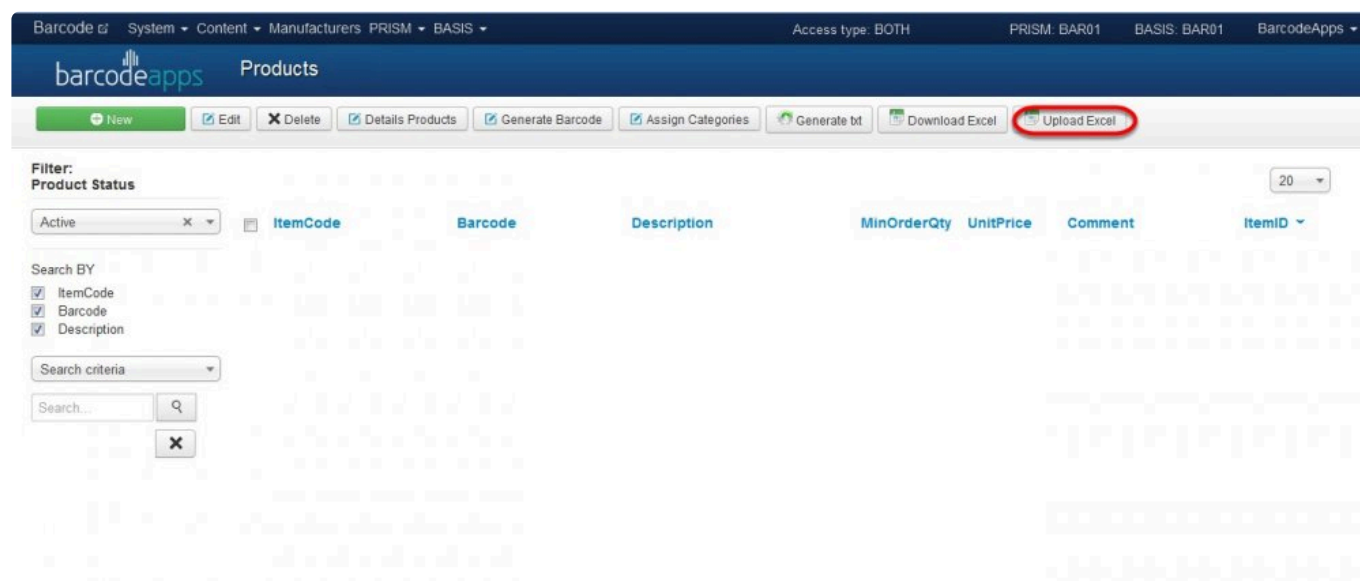 Barcode System Content Manufacturers PRISM BASIS Access type: BOTH PRISM: BAR01 BASIS: BAR01 BarcodeApps
barcodeapps Products
New Edit Delete Details Products Generate Barcode Assign Categories Generate txt Download Excel Upload Excel
Filter:
Product Status
20
Active
ItemCode Barcode Description MinOrderQty UnitPrice Comment ItemID
Search BY
ItemCode
Barcode
Description
Search criteria
Search...